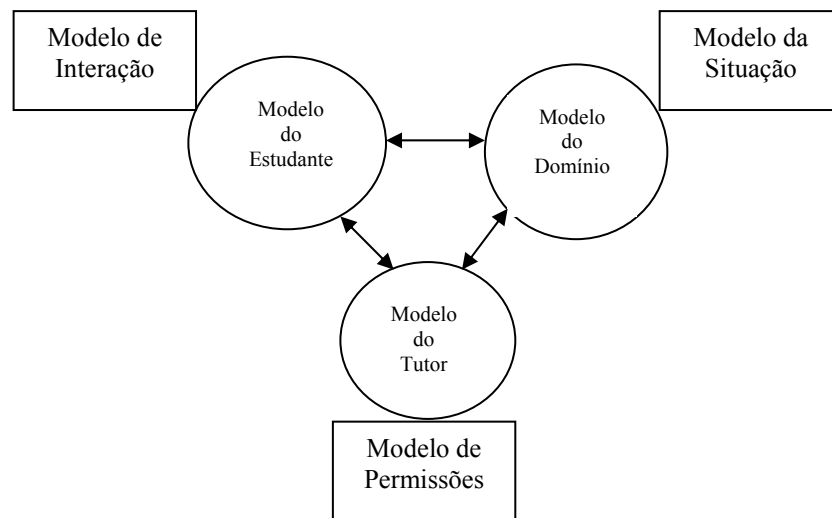 Modelo de
Interação
Modelo da
Situação
Modelo
do
Estudante
Modelo
do
Domínio
Modelo
do
Tutor
Modelo de
Permissões